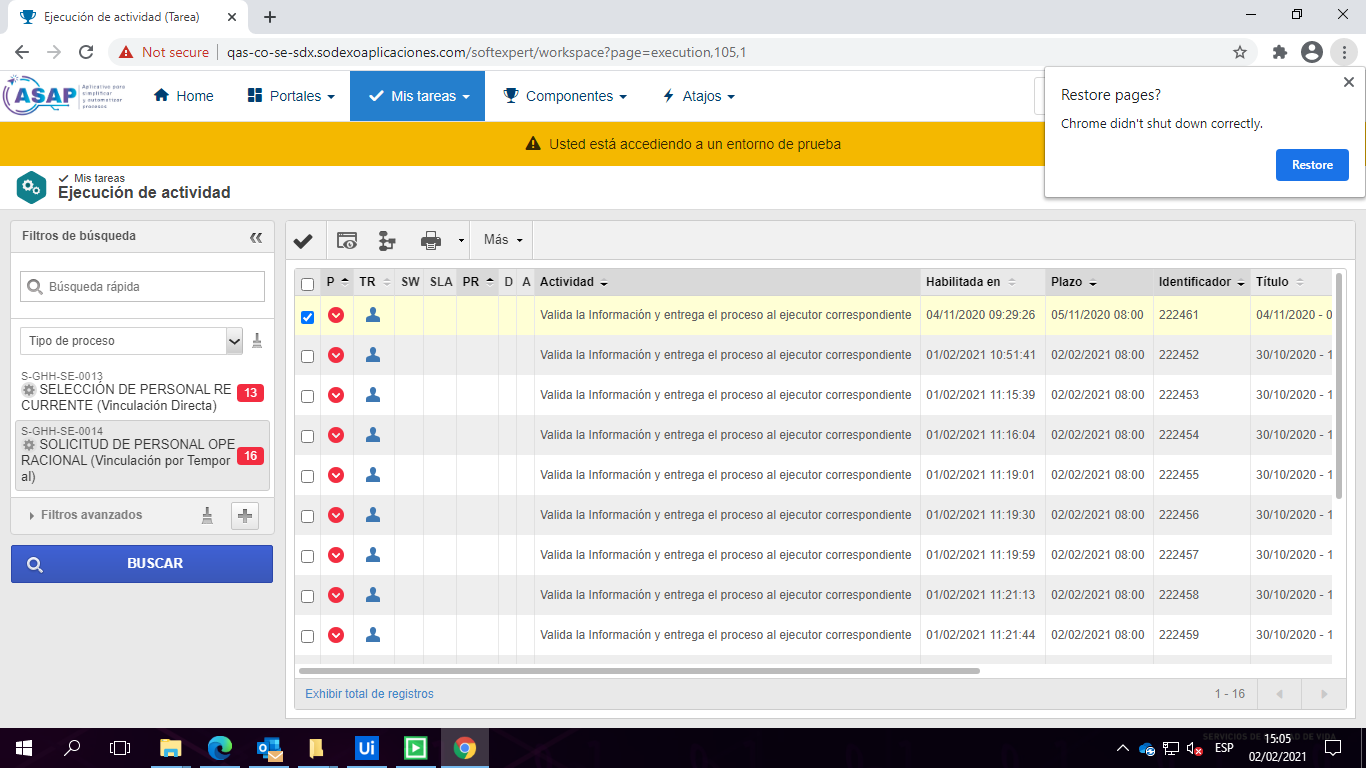 Ejecución de actividad (Tarea)
Not secure
qas-co-se-sdx.sodexoaplicaciones.com/softexpert/workspace?page=execution,105,1
ASAP
Aplicativo para
simplificar
y automatizar
procesos
Home
Portales
Mis tareas
Componentes
Atajos
Restore pages?
Chrome didn't shut down correctly.
Restore
Usted está accediendo a un entorno de prueba
Mis tareas
Ejecución de actividad
Filtros de búsqueda
Búsqueda rápida
Tipo de proceso
S-GHH-SE-0013
SELECCIÓN DE PERSONAL RE
CURRENTE (Vinculación Directa)
13
S-GHH-SE-0014
SOLICITUD DE PERSONAL OPE
RACIONAL (Vinculación por Tempor
al)
16
Filtros avanzados
BUSCAR
Más
P TR SW SLA PR D A Actividad Habilitada en Plazo Identificador Título
Valida la Información y entrega el proceso al ejecutor correspondiente 04/11/2020 09:29:26 05/11/2020 08:00 222461 04/11/2020 - 0
Valida la Información y entrega el proceso al ejecutor correspondiente 01/02/2021 10:51:41 02/02/2021 08:00 222452 30/10/2020 - 1
Valida la Información y entrega el proceso al ejecutor correspondiente 01/02/2021 11:15:39 02/02/2021 08:00 222453 30/10/2020 - 1
Valida la Información y entrega el proceso al ejecutor correspondiente 01/02/2021 11:16:04 02/02/2021 08:00 222454 30/10/2020 - 1
Valida la Información y entrega el proceso al ejecutor correspondiente 01/02/2021 11:19:01 02/02/2021 08:00 222455 30/10/2020 - 1
Valida la Información y entrega el proceso al ejecutor correspondiente 01/02/2021 11:19:30 02/02/2021 08:00 222456 30/10/2020 - 1
Valida la Información y entrega el proceso al ejecutor correspondiente 01/02/2021 11:19:59 02/02/2021 08:00 222457 30/10/2020 - 1
Valida la Información y entrega el proceso al ejecutor correspondiente 01/02/2021 11:21:13 02/02/2021 08:00 222458 30/10/2020 - 1
Valida la Información y entrega el proceso al ejecutor correspondiente 01/02/2021 11:21:44 02/02/2021 08:00 222459 30/10/2020 - 1
Exhibir total de registros
1 - 16
Ui
ESP
15:05
02/02/2021